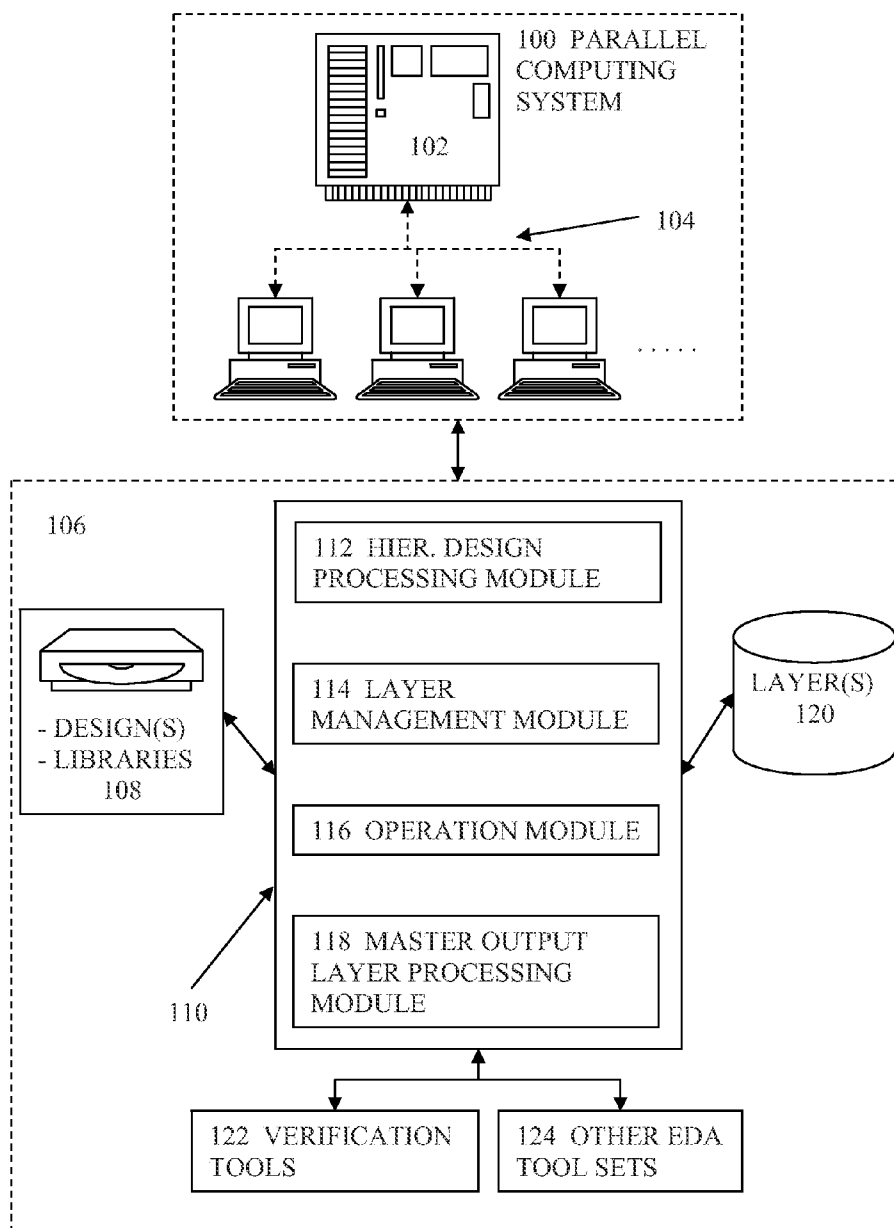 100 PARALLEL
COMPUTING
SYSTEM
102
104
. . . . .
106
112 HIER. DESIGN
PROCESSING MODULE
114 LAYER
MANAGEMENT MODULE
116 OPERATION MODULE
118 MASTER OUTPUT
LAYER PROCESSING
MODULE
- DESIGN(S)
- LIBRARIES
108
LAYER(S)
120
110
122 VERIFICATION
TOOLS
124 OTHER EDA
TOOL SETS